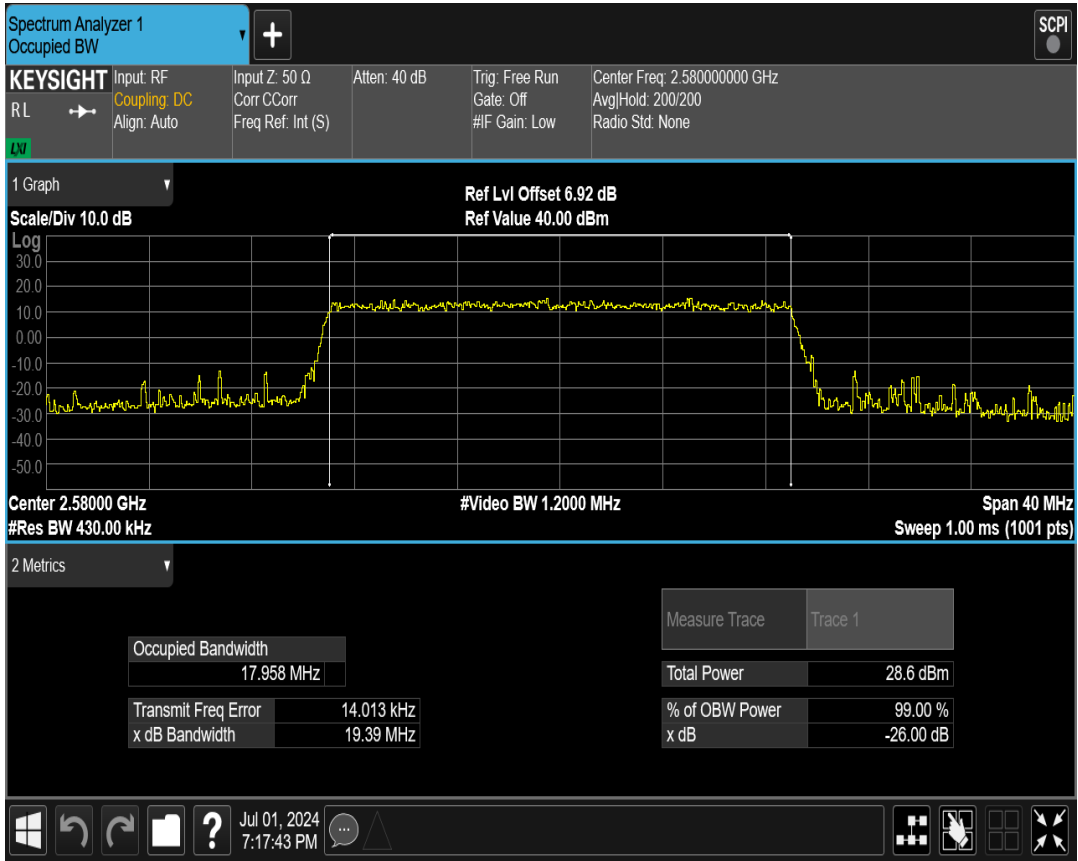 Spectrum Analyzer 1
Occupied BW
+
SCPI
KEYSIGHT
RL
LXI
Input: RF
Coupling: DC
Align: Auto
Input Z: 50 Ω
Corr CCorr
Freq Ref: Int (S)
Atten: 40 dB
Trig: Free Run
Gate: Off
#IF Gain: Low
Center Freq: 2.580000000 GHz
Avg|Hold: 200/200
Radio Std: None
1 Graph
Scale/Div 10.0 dB
Ref Lvl Offset 6.92 dB
Ref Value 40.00 dBm
Log
30.0
20.0
10.0
0.00
-10.0
-20.0
-30.0
-40.0
-50.0
Center 2.58000 GHz
#Res BW 430.00 kHz
#Video BW 1.2000 MHz
Span 40 MHz
Sweep 1.00 ms (1001 pts)
2 Metrics
Occupied Bandwidth
17.958 MHz
Transmit Freq Error 14.013 kHz
x dB Bandwidth 19.39 MHz
Measure Trace Trace 1
Total Power 28.6 dBm
% of OBW Power 99.00 %
x dB -26.00 dB
?
Jul 01, 2024
7:17:43 PM